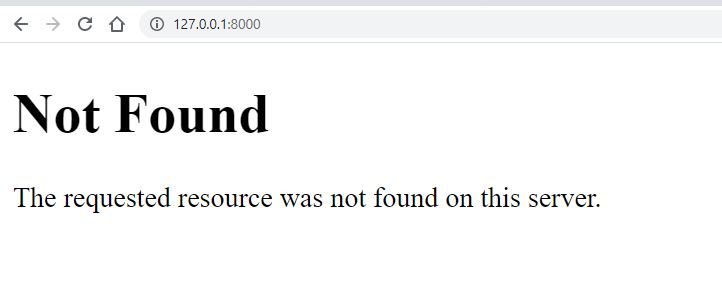 127.0.0.1:8000
Not Found
The requested resource was not found on this server.